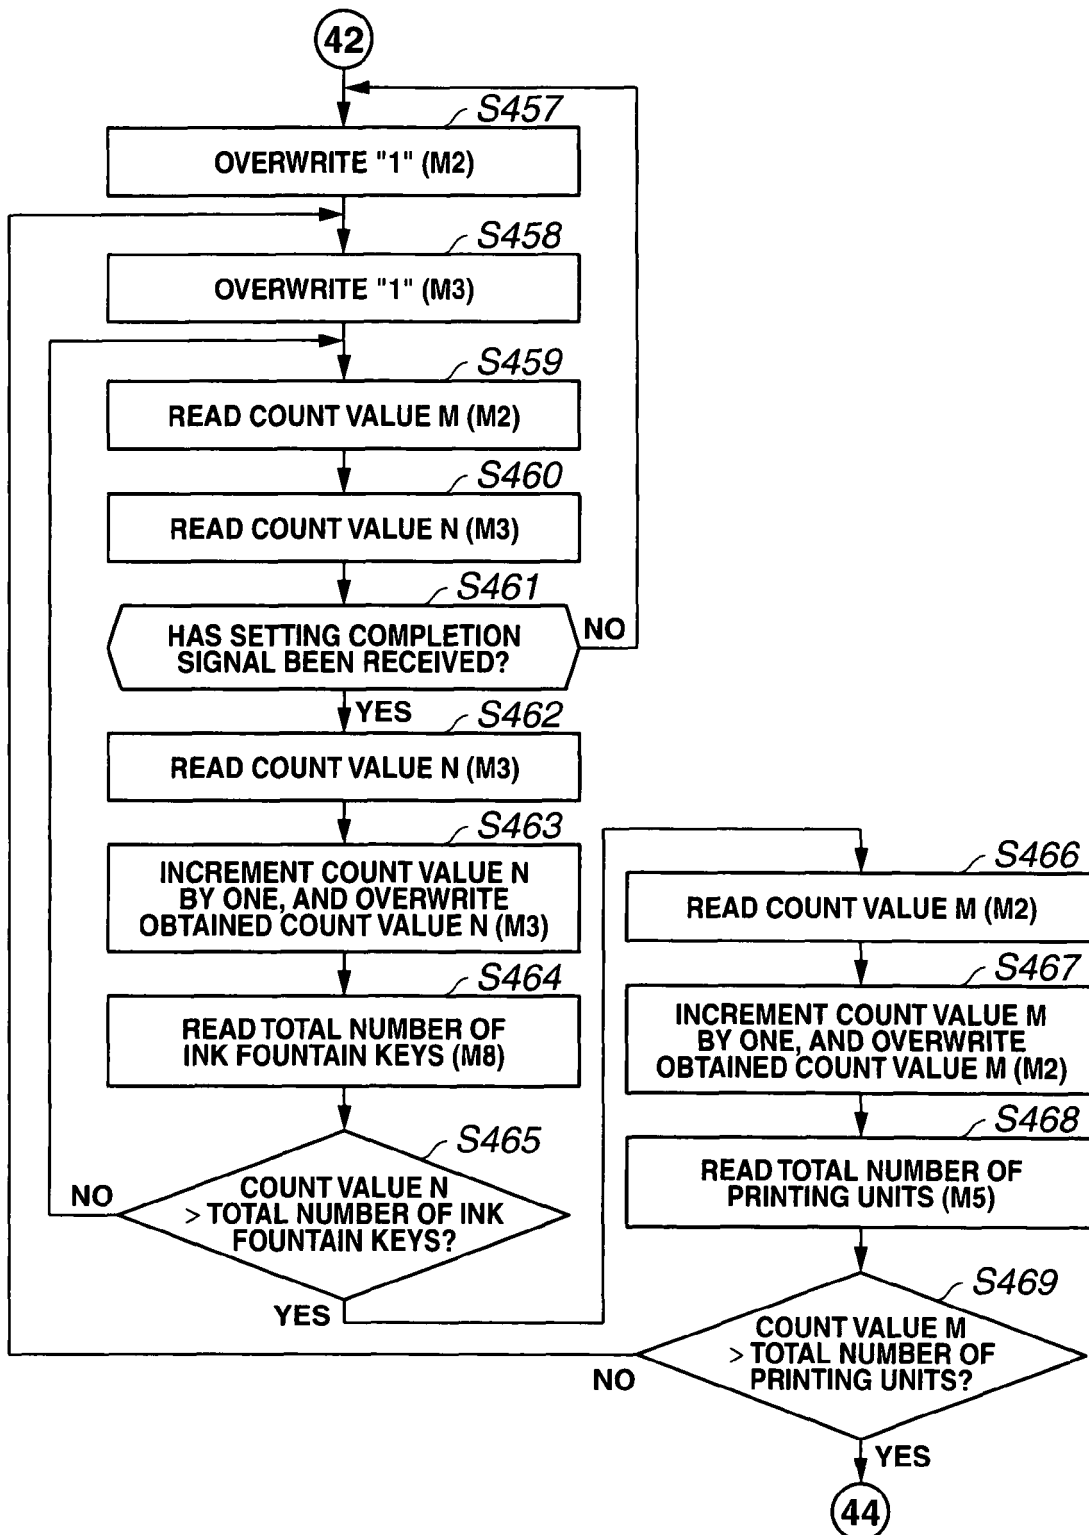 42
S457
OVERWRITE "1" (M2)
S458
OVERWRITE "1" (M3)
S459
READ COUNT VALUE M (M2)
S460
READ COUNT VALUE N (M3)
S461
HAS SETTING COMPLETION
SIGNAL BEEN RECEIVED?
NO
YES
S462
READ COUNT VALUE N (M3)
S463
INCREMENT COUNT VALUE N
BY ONE, AND OVERWRITE
OBTAINED COUNT VALUE N (M3)
S464
READ TOTAL NUMBER OF
INK FOUNTAIN KEYS (M8)
S465
COUNT VALUE N
> TOTAL NUMBER OF INK
FOUNTAIN KEYS?
NO
YES
S466
READ COUNT VALUE M (M2)
S467
INCREMENT COUNT VALUE M
BY ONE, AND OVERWRITE
OBTAINED COUNT VALUE M (M2)
S468
READ TOTAL NUMBER OF
PRINTING UNITS (M5)
S469
COUNT VALUE M
> TOTAL NUMBER OF
PRINTING UNITS?
NO
YES
44